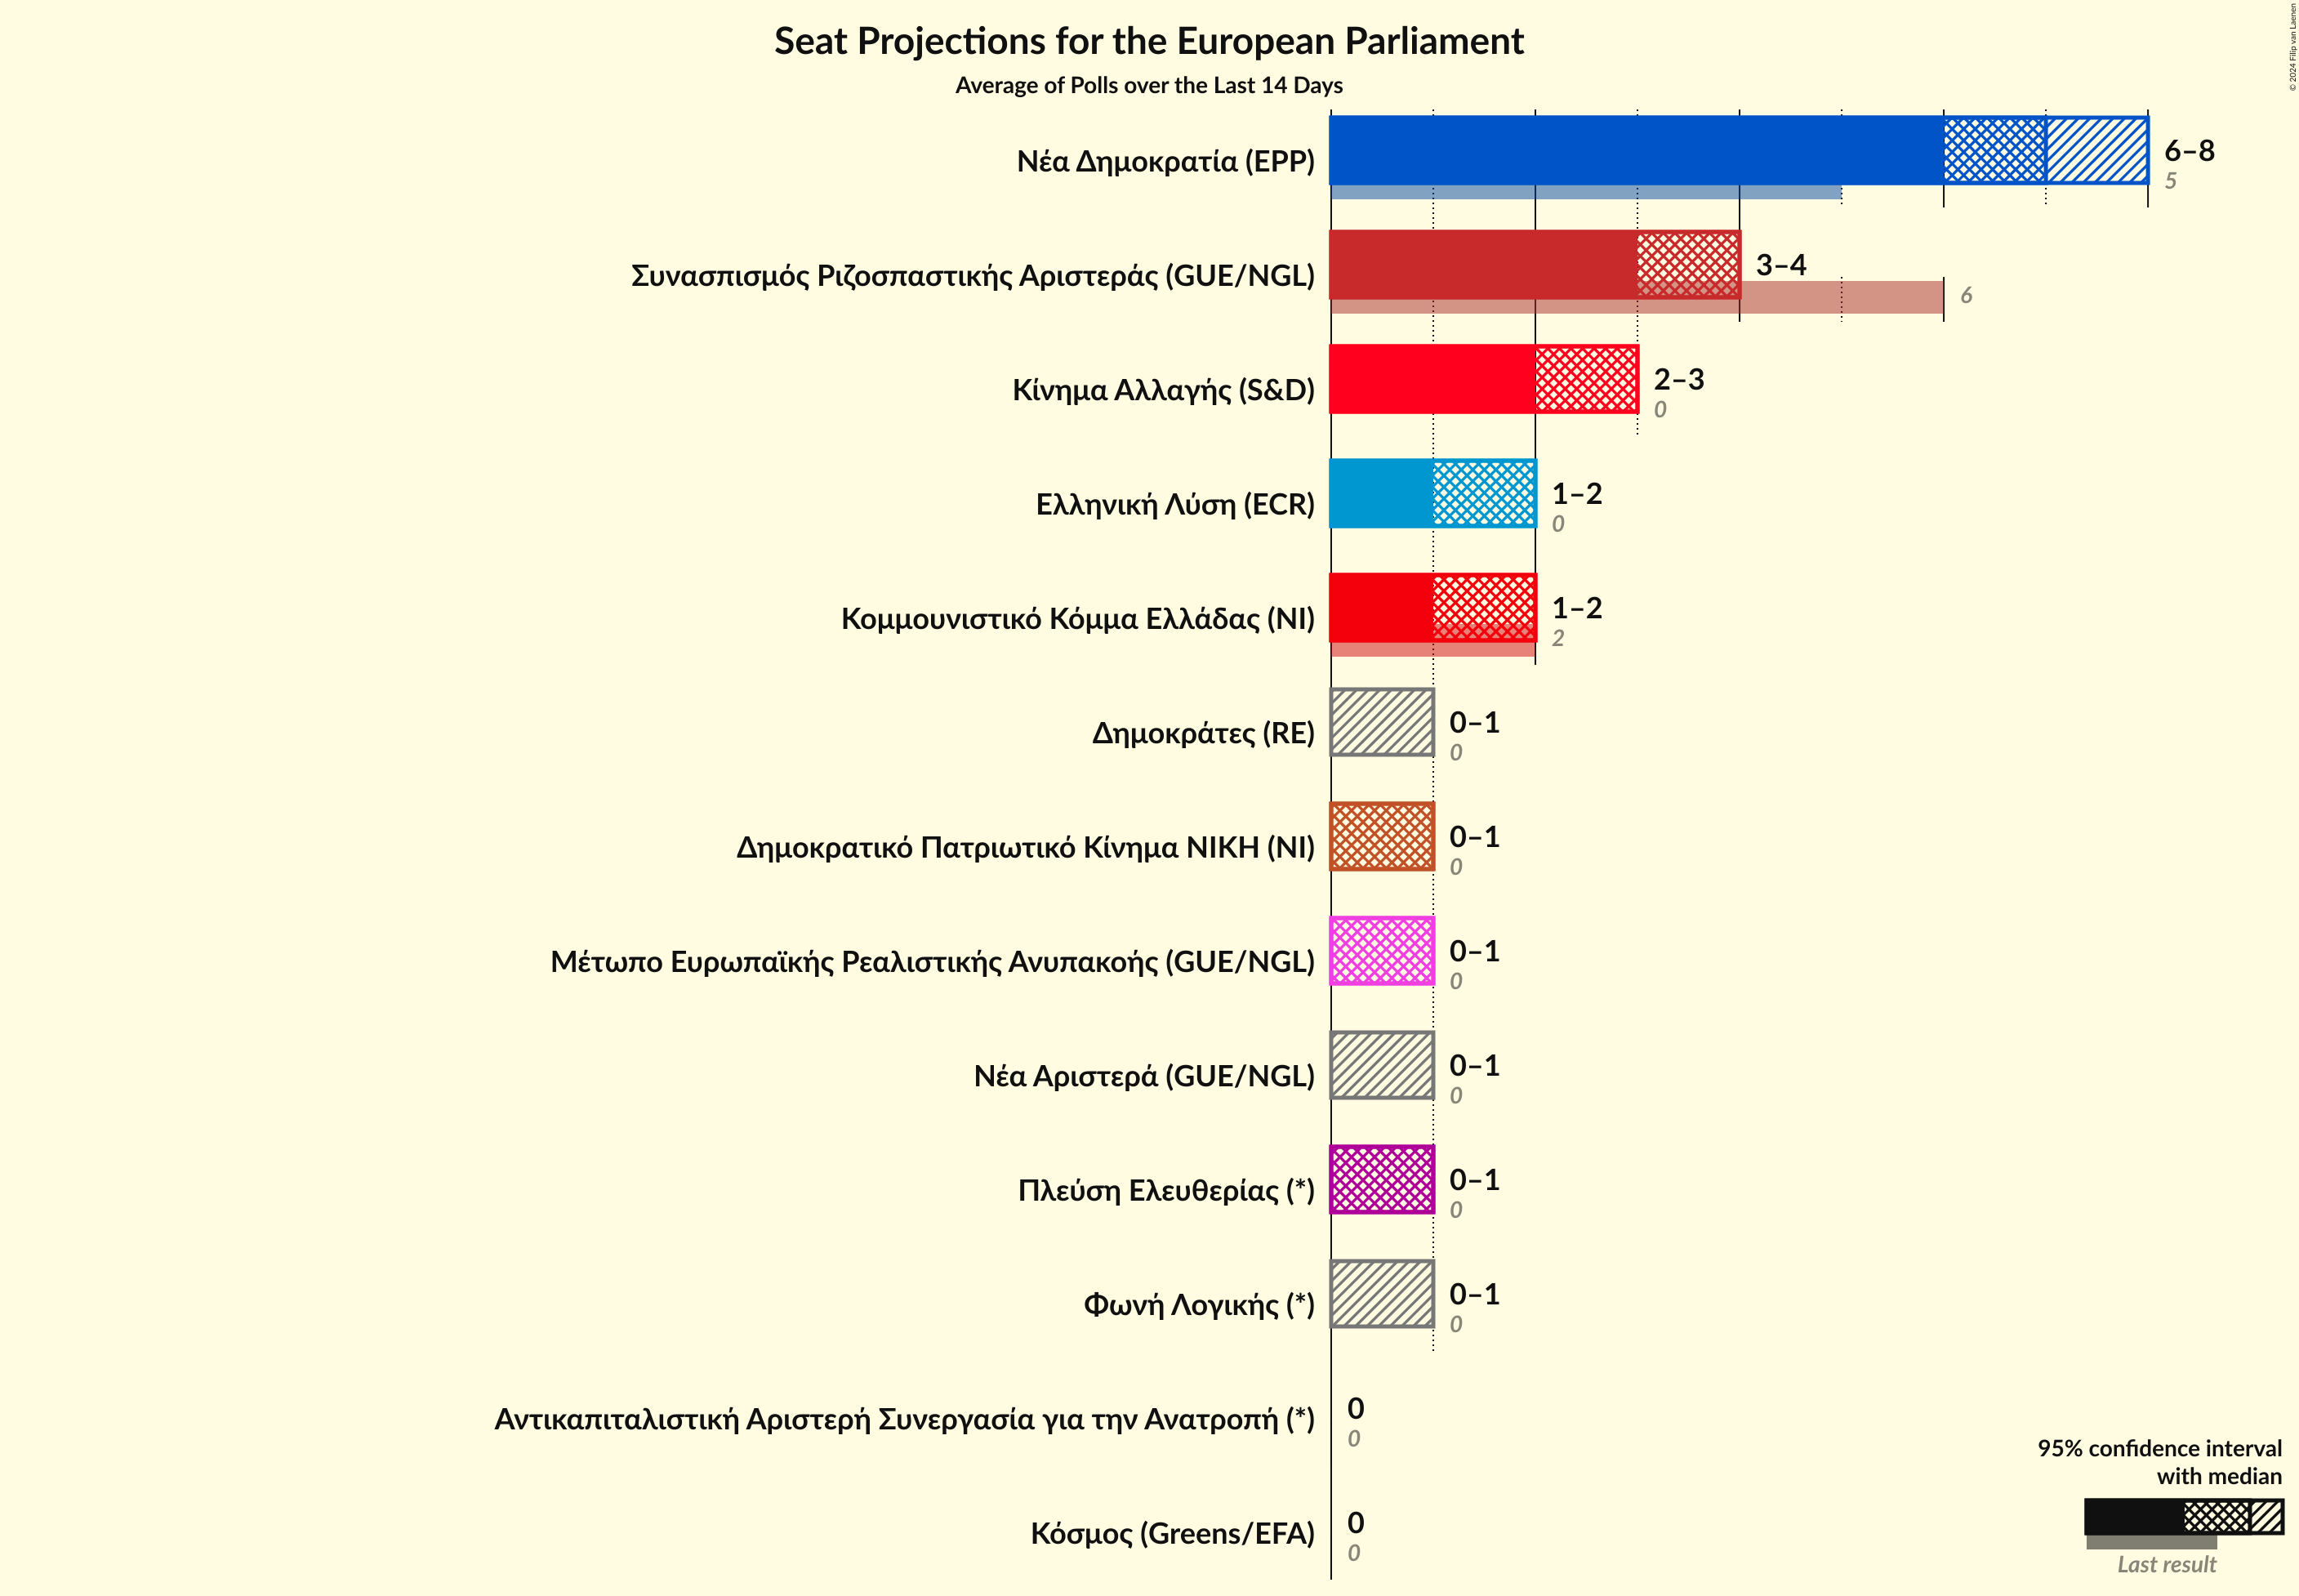 © 2024 Filip van Laenen
Seat Projections for the European Parliament
Average of Polls over the Last 14 Days
Νέα Δημοκρατία (EPP)
6–8
5
Συνασπισμός Ριζοσπαστικής Αριστεράς (GUE/NGL)
3–4
6
Κίνημα Αλλαγής (S&D)
2–3
0
Ελληνική Λύση (ECR)
1–2
0
Κομμουνιστικό Κόμμα Ελλάδας (NI)
1–2
2
Δημοκράτες (RE)
0–1
0
Δημοκρατικό Πατριωτικό Κίνημα ΝΙΚΗ (NI)
0–1
0
Μέτωπο Ευρωπαϊκής Ρεαλιστικής Ανυπακοής (GUE/NGL)
0–1
0
Νέα Αριστερά (GUE/NGL)
0–1
0
Πλεύση Ελευθερίας (*)
0–1
0
Φωνή Λογικής (*)
0–1
0
Αντικαπιταλιστική Αριστερή Συνεργασία για την Ανατροπή (*)
0
0
Κόσμος (Greens/EFA)
0
0
95% confidence interval
with median
Last result